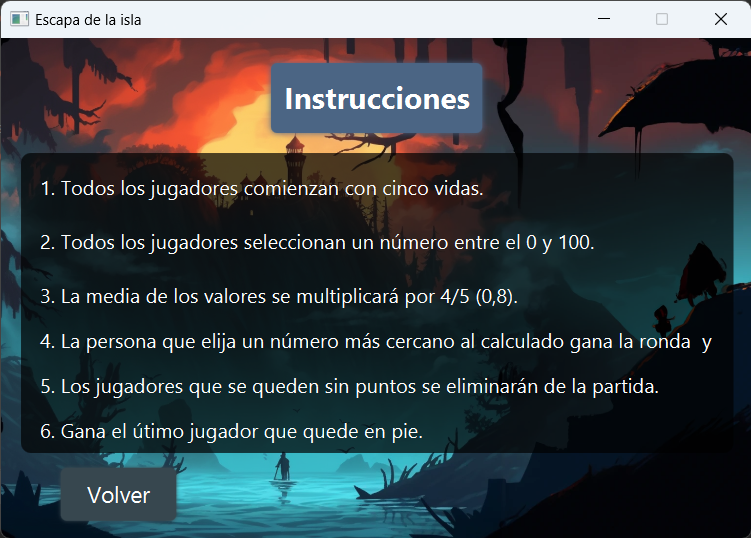 Escapa de la isla
Instrucciones
1. Todos los jugadores comienzan con cinco vidas.
2. Todos los jugadores seleccionan un número entre el 0 y 100.
3. La media de los valores se multiplicará por 4/5 (0,8).
4. La persona que elija un número más cercano al calculado gana la ronda y
5. Los jugadores que se queden sin puntos se eliminarán de la partida.
6. Gana el útimo jugador que quede en pie.
Volver